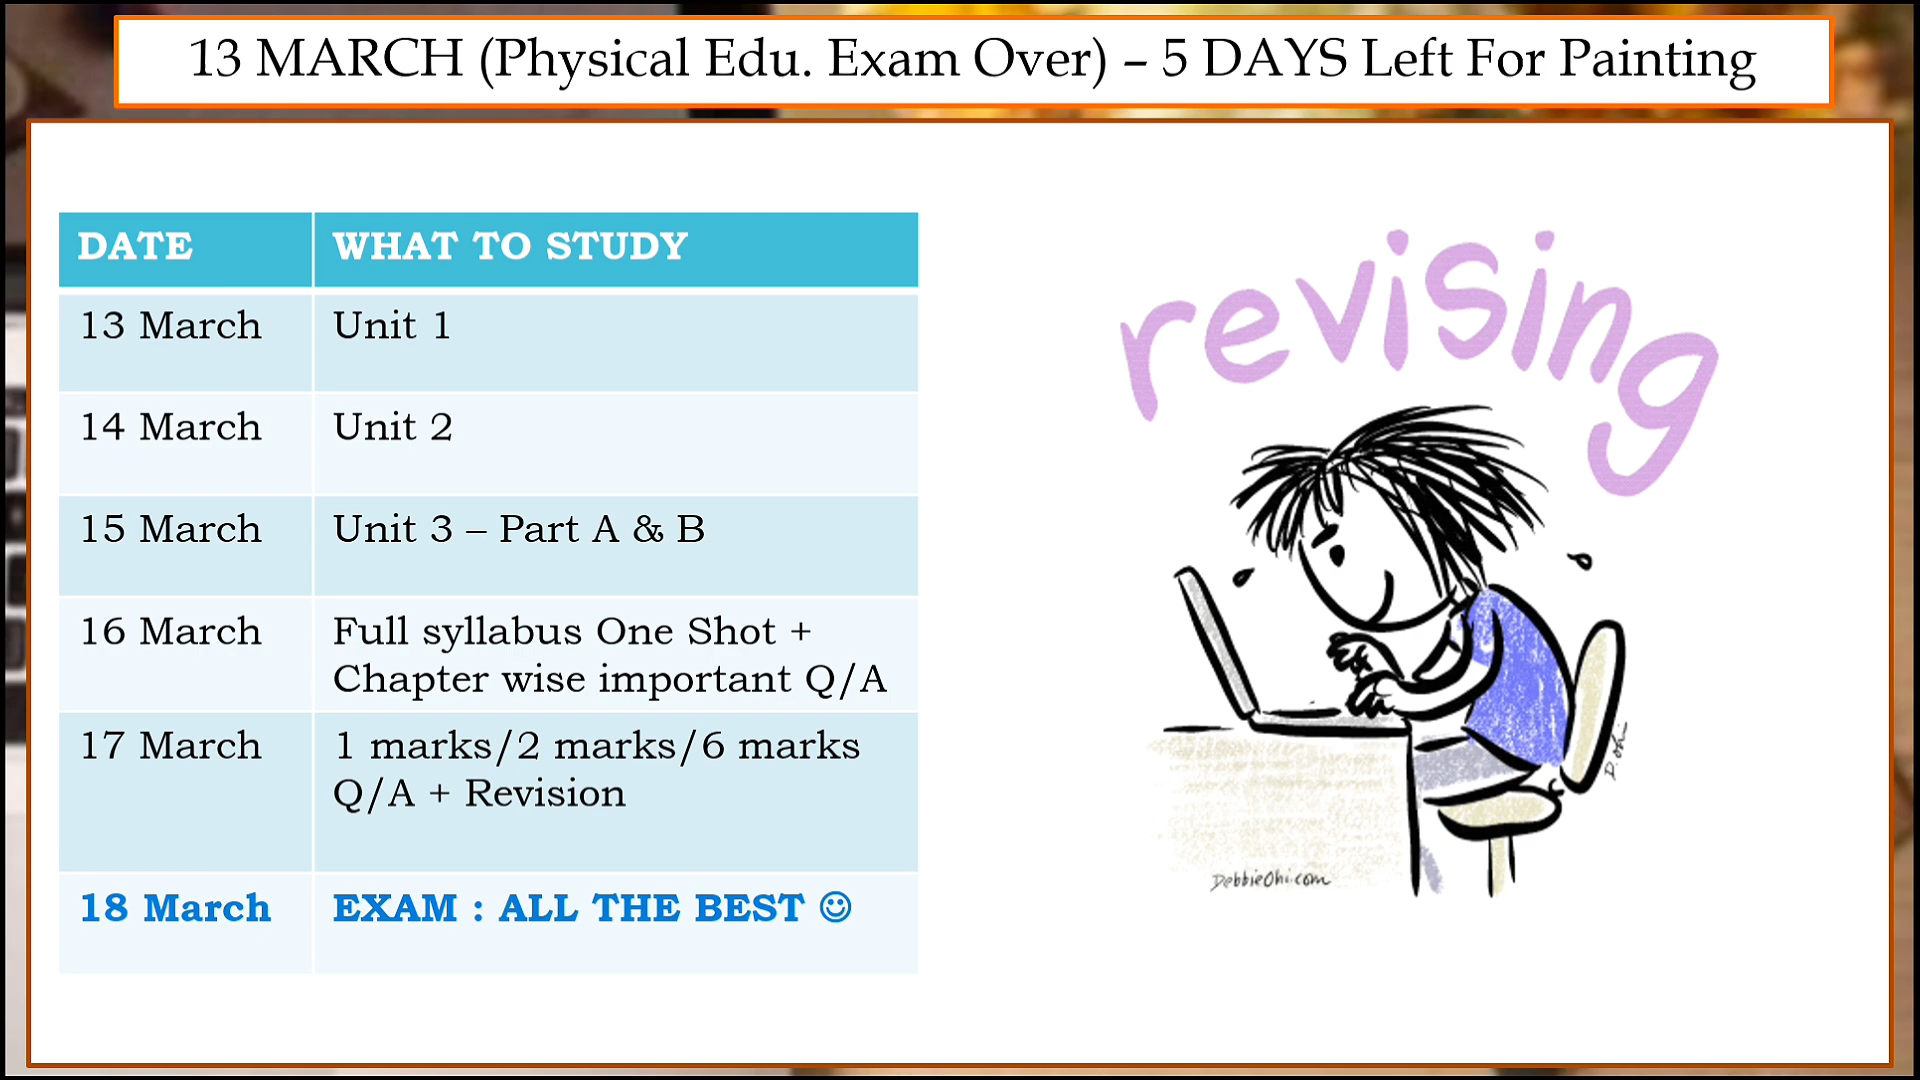 13 MARCH (Physical Edu. Exam Over) – 5 DAYS Left For Painting
DATE WHAT TO STUDY
13 March Unit 1
14 March Unit 2
15 March Unit 3 – Part A & B
16 March Full syllabus One Shot +
Chapter wise important Q/A
17 March 1 marks/2 marks/6 marks
Q/A + Revision
18 March EXAM : ALL THE BEST ☺
revising
D. Ohi
DebbieOhi.com